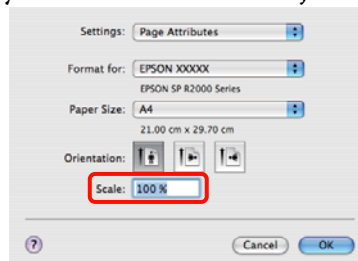 Settings: Page Attributes
Format for: EPSON XXXXX
EPSON SP R2000 Series
Paper Size: A4
21.00 cm x 29.70 cm
Orientation:
Scale: 100 %
? Cancel OK